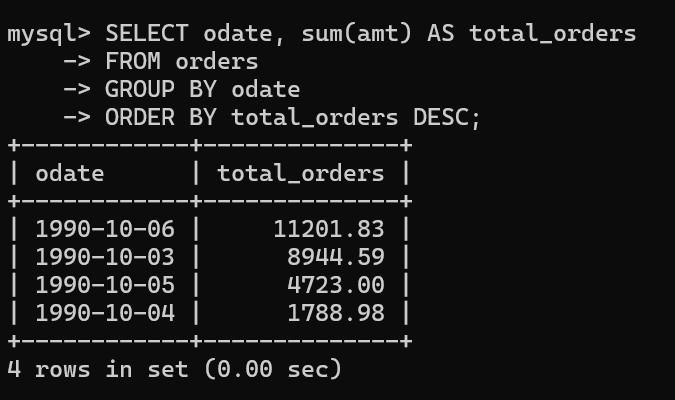 mysql> SELECT odate, sum(amt) AS total_orders
    -> FROM orders
    -> GROUP BY odate
    -> ORDER BY total_orders DESC;
+------------+--------------+
| odate      | total_orders |
+------------+--------------+
| 1990-10-06 |     11201.83 |
| 1990-10-03 |      8944.59 |
| 1990-10-05 |      4723.00 |
| 1990-10-04 |      1788.98 |
+------------+--------------+
4 rows in set (0.00 sec)